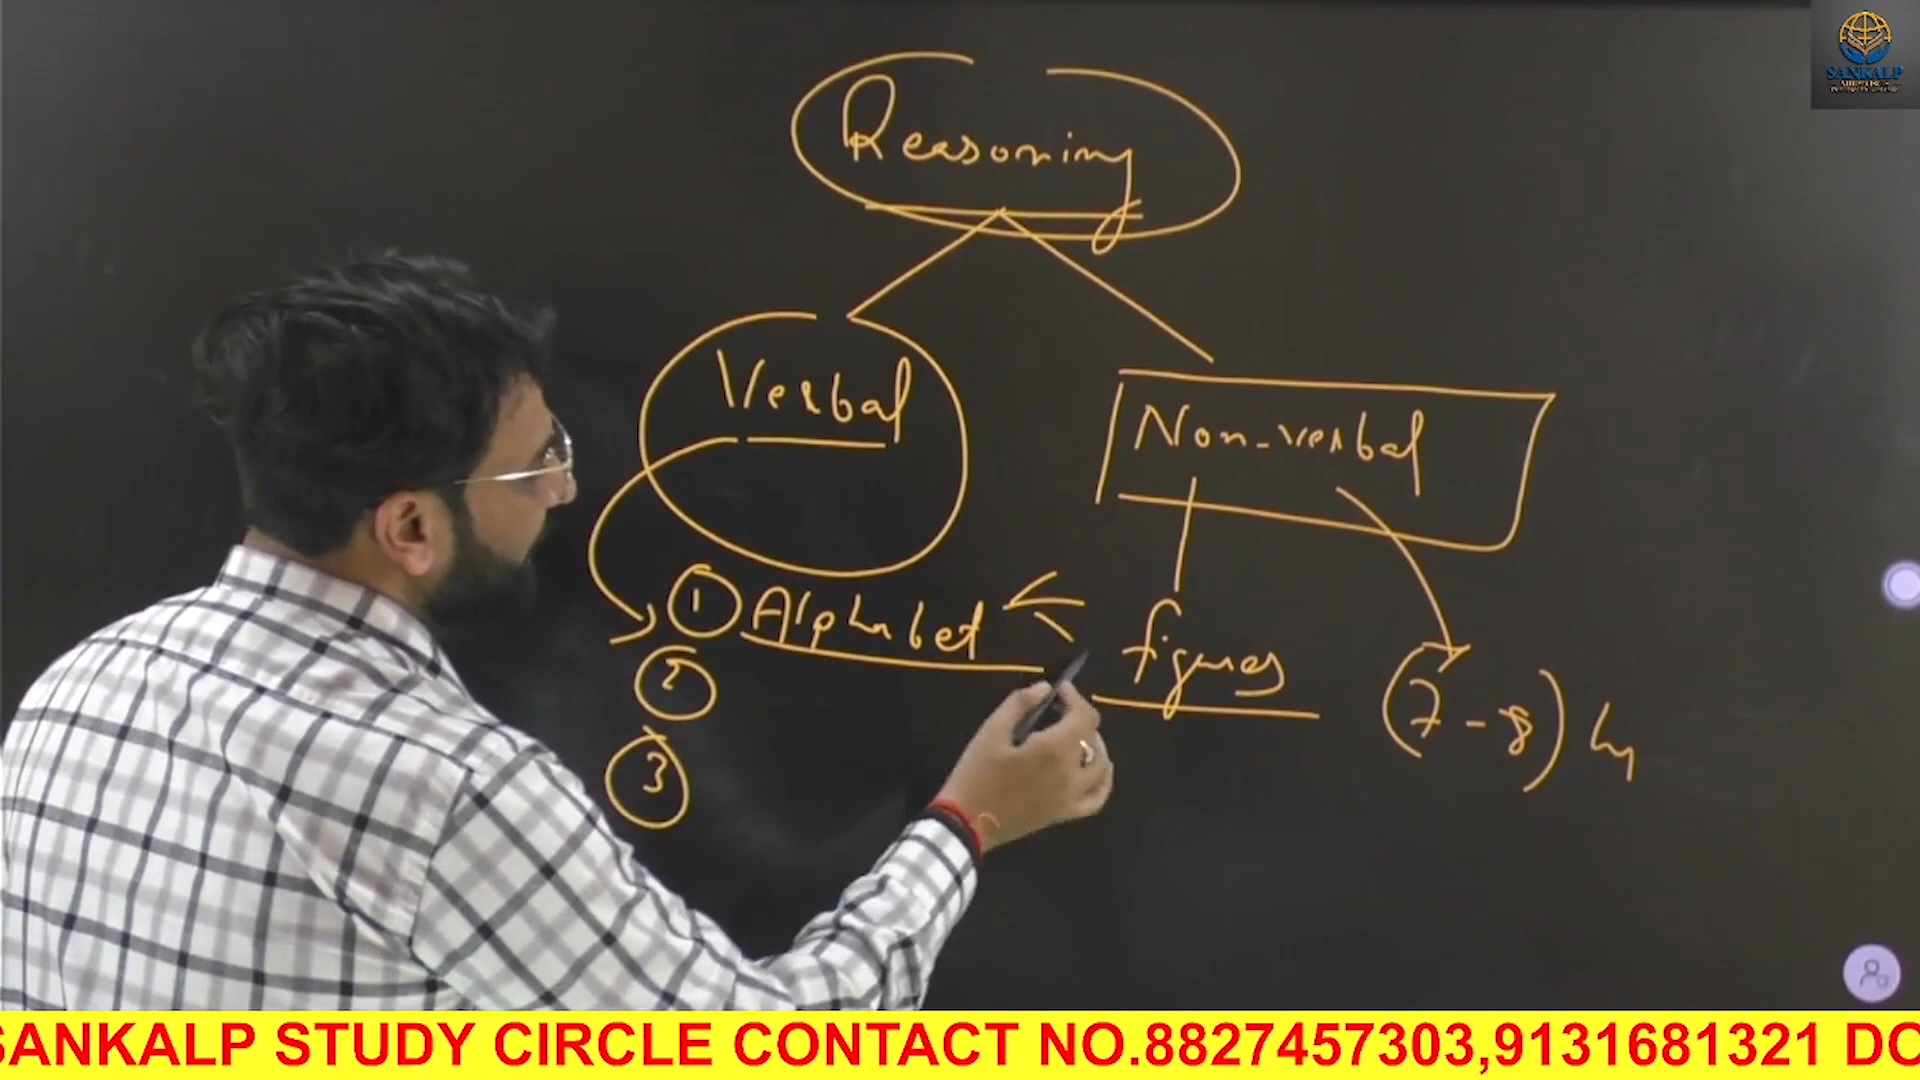 SANKALP
Reasoning
Verbal
Non-verbal
1 Alphabet
figures
2
(7-8)
3
SANKALP STUDY CIRCLE CONTACT NO.8827457303,9131681321 DO